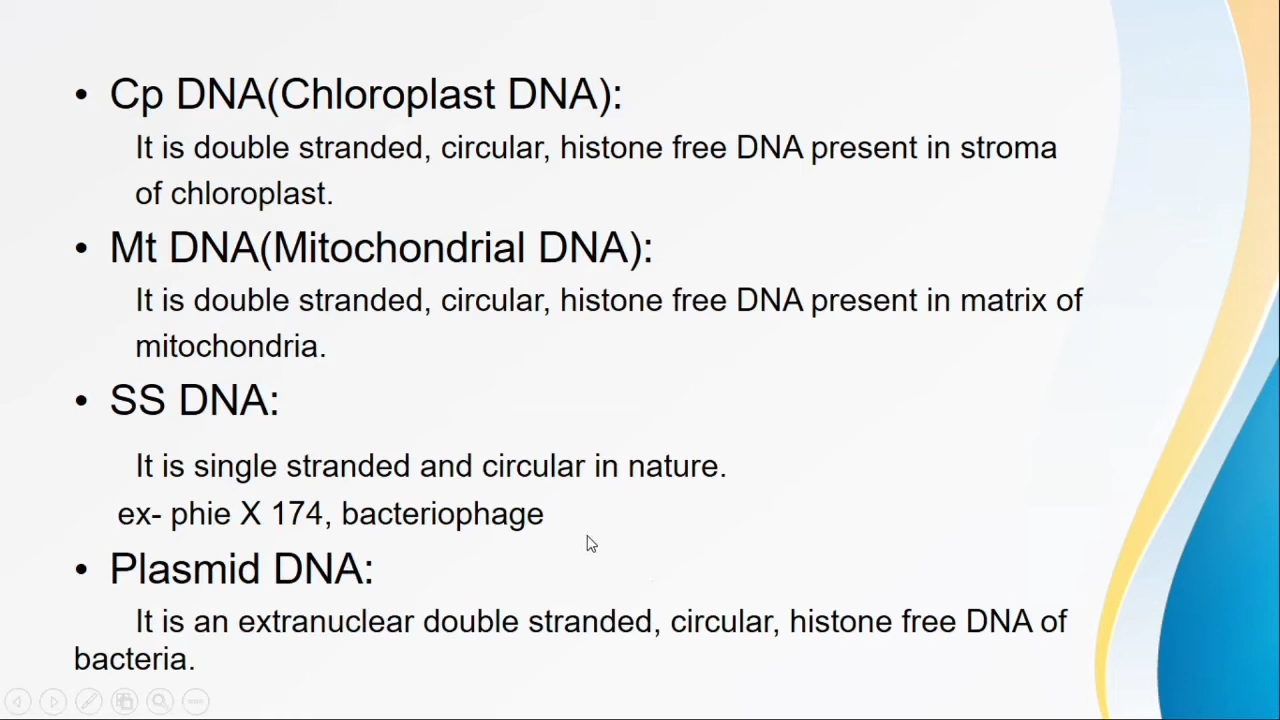 • Cp DNA(Chloroplast DNA):
It is double stranded, circular, histone free DNA present in stroma
of chloroplast.
• Mt DNA(Mitochondrial DNA):
It is double stranded, circular, histone free DNA present in matrix of
mitochondria.
• SS DNA:
It is single stranded and circular in nature.
ex- phie X 174, bacteriophage
• Plasmid DNA:
It is an extranuclear double stranded, circular, histone free DNA of
bacteria.